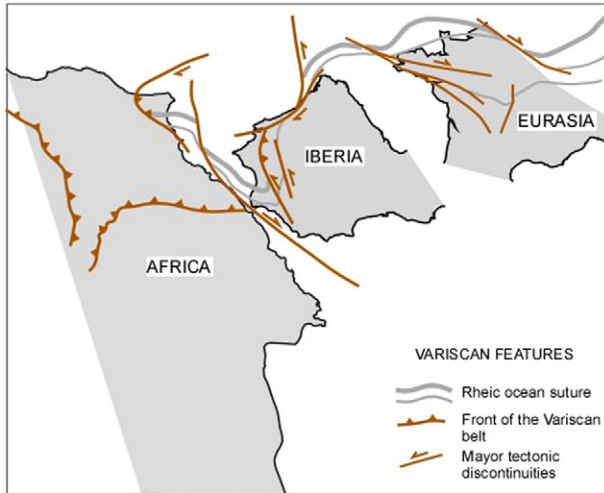 EURASIA
IBERIA
AFRICA
VARISCAN FEATURES
Rheic ocean suture
Front of the Variscan
belt
Mayor tectonic
discontinuities